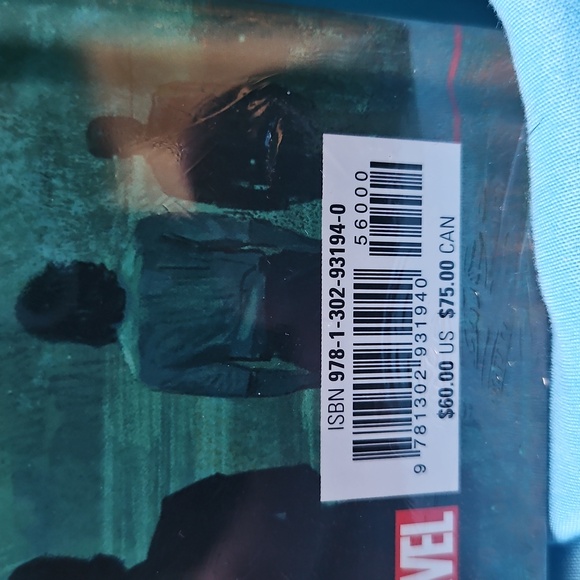 ISBN 978-1-302-93194-0
56000
9 781302 931940
$60.00 US $75.00 CAN
VEL